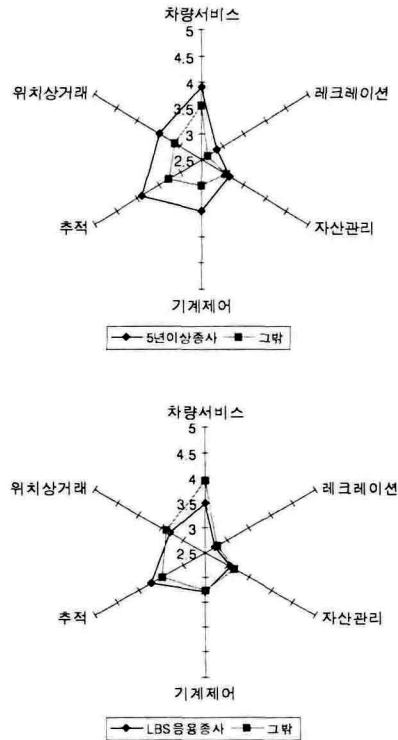 차량서비스
5
4.5
4
위치상거래
3.5
레크레이션
3
2.5
추적
자산관리
기계제어
5년이상종사 그밖
차량서비스
5
4.5
4
위치상거래
3.5
레크레이션
3
2.5
추적
자산관리
기계제어
LBS응용종사 그밖